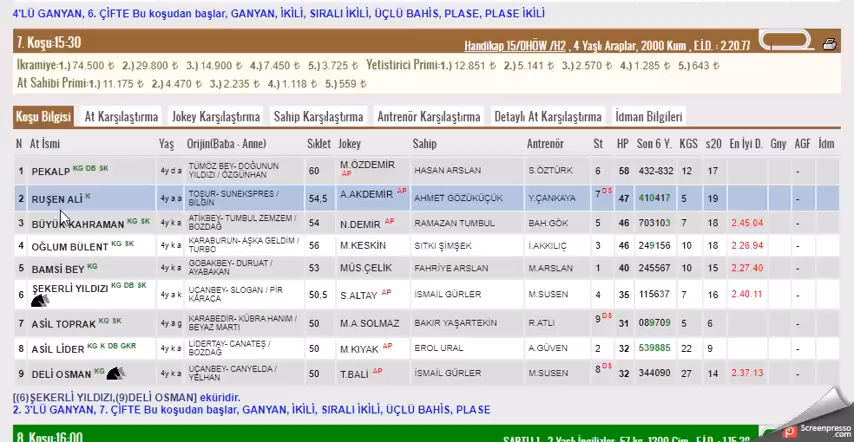 4'LÜ GANYAN, 6. ÇİFTE Bu koşudan başlar, GANYAN, İKİLİ, SIRALI İKİLİ, ÜÇLÜ BAHİS, PLASE, PLASE İKİLİ
7. Koşu:15-30 Handikap 15/DHÖW /H2 , 4 Yaşlı Araplar, 2000 Kum , E.İ.D. : 2.20.77
Ikramiye:1.) 74.500 ₺ 2.) 29.800 ₺ 3.) 14.900 ₺ 4.) 7.450 ₺ 5.) 3.725 ₺ Yetistirici Primi:1.) 12.851 ₺ 2.) 5.141 ₺ 3.) 2.570 ₺ 4.) 1.285 ₺ 5.) 643 ₺
At Sahibi Primi:1.) 11.175 ₺ 2.) 4.470 ₺ 3.) 2.235 ₺ 4.) 1.118 ₺ 5.) 559 ₺
Koşu Bilgisi At Karşılaştırma Jokey Karşılaştırma Sahip Karşılaştırma Antrenör Karşılaştırma Detaylı At Karşılaştırma İdman Bilgileri
N At İsmi Yaş Orijin(Baba - Anne) Sıklet Jokey Sahip Antrenör St HP Son 6 Y. KGS s20 En İyi D. Gny AGF İdm
1 PEKALP KG DB SK 4y d a TÜMÖZ BEY- DOĞUNUN YILDIZI / ÖZGÜNHAN 60 M.ÖZDEMİR AP HASAN ARSLAN S.ÖZTÜRK 6 58 432-832 12 17 -
2 RUŞEN ALİ K 4y a a TOSUR- SUNEKSPRES / BİLGİN 54,5 A.AKDEMİR AP AHMET GÖZÜKÜÇÜK Y.ÇANKAYA 7 DS 47 410417 5 19 -
3 BÜYÜK KAHRAMAN KG SK 4y k a ATİKBEY- TUMBUL ZEMZEM / BOZDAĞ 54 N.DEMİR AP RAMAZAN TUMBUL BAH.GÖK 5 46 703103 7 18 2.45.04 -
4 OĞLUM BÜLENT KG SK 4y k a KARABURUN- AŞKA GELDİM / TURBO 56 M.KESKİN SITKI ŞİMŞEK İ.AKKILIÇ 3 46 249156 10 18 2.26.94 -
5 BAMSI BEY KG 4y k a GÖBAKBEY- DURUAT / AYABAKAN 53 MÜS.ÇELİK FAHRİYE ARSLAN M.ARSLAN 1 40 245567 10 15 2.27.40 -
6 ŞEKERLİ YILDIZI KG DB SK 4y a k UÇANBEY- SLOGAN / PİR KARACA 50,5 S.ALTAY AP İSMAİL GÜRLER M.SUSEN 4 35 115637 7 16 2.40.11 -
7 ASİL TOPRAK KG SK 4y a g KARABEDİR- KÜBRA HANIM / BEYAZ MARTI 50 M.A.SOLMAZ BAKIR YAŞARTEKİN R.ATLI 9 DS 31 089709 5 6 -
8 ASİL LİDER KG K DB GKR 4y k a LİDERTAY- CANATEŞ / BOZDAĞ 50 M.KIYAK AP EROL URAL A.GÜVEN 2 32 539885 22 9 -
9 DELİ OSMAN KG 4y k a UÇANBEY- CANYELDA / YELHAN 50 T.BALİ AP İSMAİL GÜRLER M.SUSEN 8 DS 32 344090 27 14 2.37.13 -
[(6)ŞEKERLİ YILDIZI,(9)DELİ OSMAN] eküridir.
2. 3'LÜ GANYAN, 7. ÇİFTE Bu koşudan başlar, GANYAN, İKİLİ, SIRALI İKİLİ, ÜÇLÜ BAHİS, PLASE
8. Koşu:16:00
Screenpresso.com